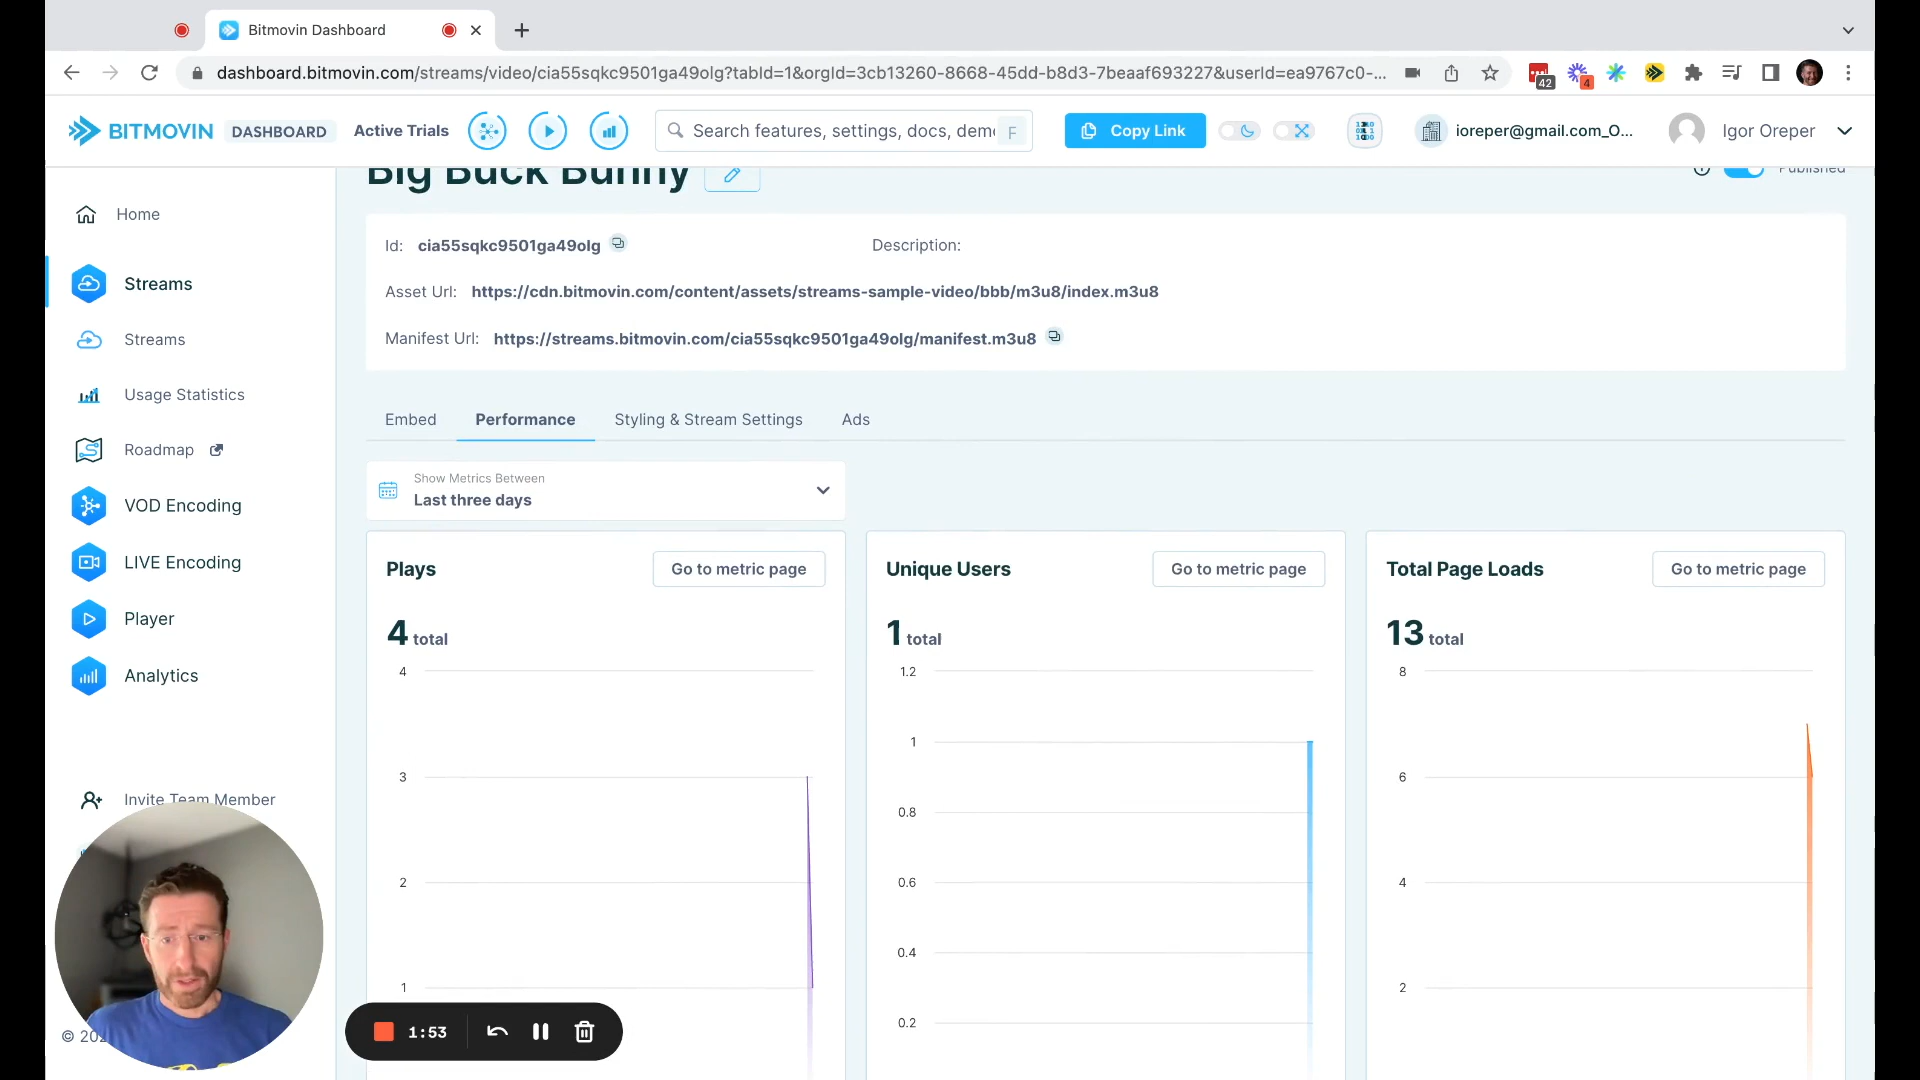 Bitmovin Dashboard
dashboard.bitmovin.com/streams/video/cia55sqkc9501ga49olg?tabId=1&orgId=3cb13260-8668-45dd-b8d3-7beaaf693227&userId=ea9767c0-...
42
4
BITMOVIN DASHBOARD
Active Trials
Search features, settings, docs, dem
F
Copy Link
ioreper@gmail.com_O...
Igor Oreper
Big Buck Bunny
Published
Home
Streams
Streams
Usage Statistics
Roadmap
VOD Encoding
LIVE Encoding
Player
Analytics
Invite Team Member
© 202
Id: cia55sqkc9501ga49olg
Description:
Asset Url: https://cdn.bitmovin.com/content/assets/streams-sample-video/bbb/m3u8/index.m3u8
Manifest Url: https://streams.bitmovin.com/cia55sqkc9501ga49olg/manifest.m3u8
Embed
Performance
Styling & Stream Settings
Ads
Show Metrics Between
Last three days
Plays
Go to metric page
4 total
4
3
2
1
Unique Users
Go to metric page
1 total
1.2
1
0.8
0.6
0.4
0.2
Total Page Loads
Go to metric page
13 total
8
6
4
2
1:53